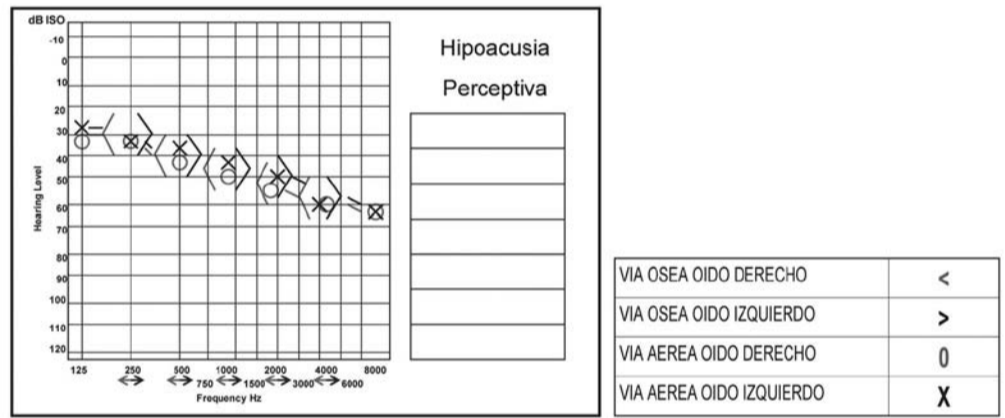 dB ISO
-10
0
10
20
30
40
50
60
70
80
90
100
110
120
Hearing Level
125 250 500 750 1000 1500 2000 3000 4000 6000 8000
Frequency Hz
Hipoacusia
Perceptiva
VIA OSEA OIDO DERECHO <
VIA OSEA OIDO IZQUIERDO >
VIA AEREA OIDO DERECHO 0
VIA AEREA OIDO IZQUIERDO X